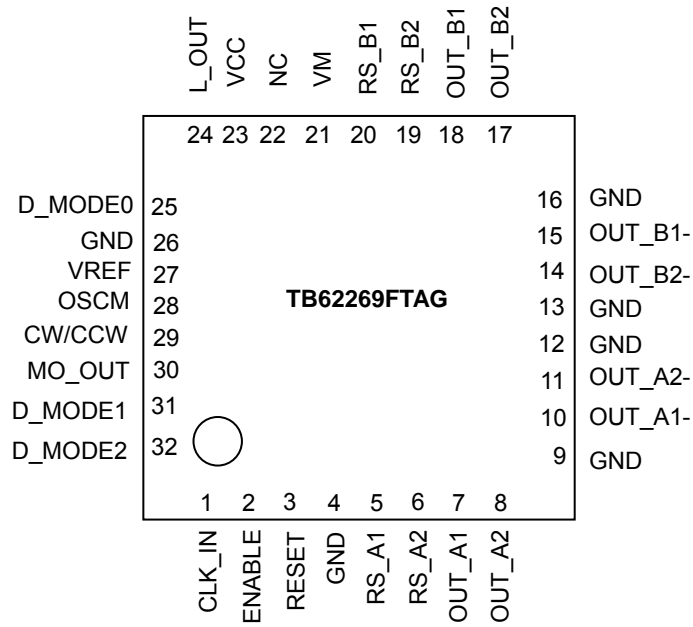 L_OUT VCC NC VM RS_B1 RS_B2 OUT_B1 OUT_B2
24 23 22 21 20 19 18 17
D_MODE0 25 16 GND
GND 26 15 OUT_B1-
VREF 27 14 OUT_B2-
OSCM 28 TB62269FTAG 13 GND
CW/CCW 29 12 GND
MO_OUT 30 11 OUT_A2-
D_MODE1 31 10 OUT_A1-
D_MODE2 32 9 GND
1 2 3 4 5 6 7 8
CLK_IN ENABLE RESET GND RS_A1 RS_A2 OUT_A1 OUT_A2